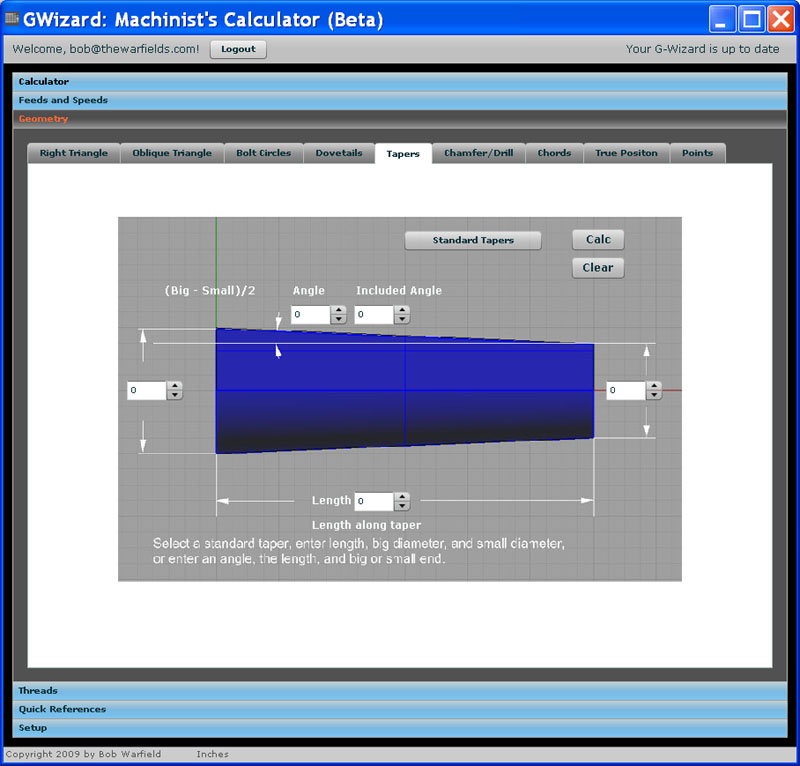 GWizard: Machinist's Calculator (Beta)
Welcome, bob@thewarfields.com! Logout Your G-Wizard is up to date
Calculator
Feeds and Speeds
Geometry
Right Triangle Oblique Triangle Bolt Circles Dovetails Tapers Chamfer/Drill Chords True Positon Points
Standard Tapers Calc
Clear
(Big - Small)/2 Angle Included Angle
0 0
0 0
Length 0
Length along taper
Select a standard taper, enter length, big diameter, and small diameter,
or enter an angle, the length, and big or small end.
Threads
Quick References
Setup
Copyright 2009 by Bob Warfield Inches